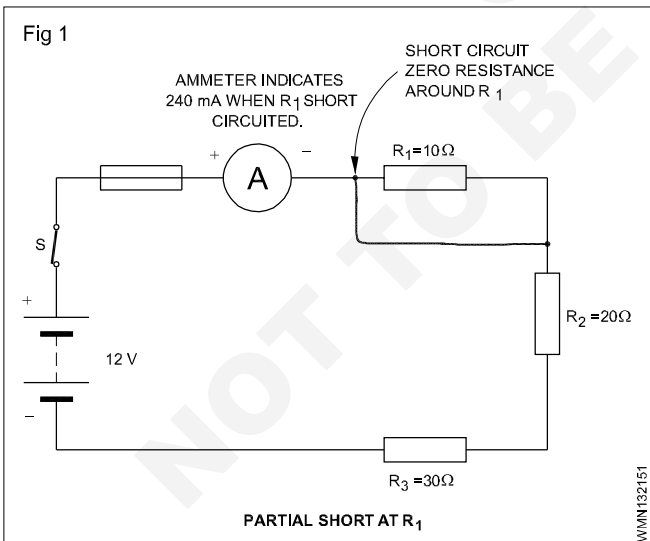 Fig 1
SHORT CIRCUIT
ZERO RESISTANCE
AROUND R 1
AMMETER INDICATES
240 mA WHEN R1 SHORT
CIRCUITED.
+
A
−
R1=10Ω
S
+
12 V
−
R2 =20Ω
R3 =30Ω
PARTIAL SHORT AT R1
WMN132151
NOT TO BE